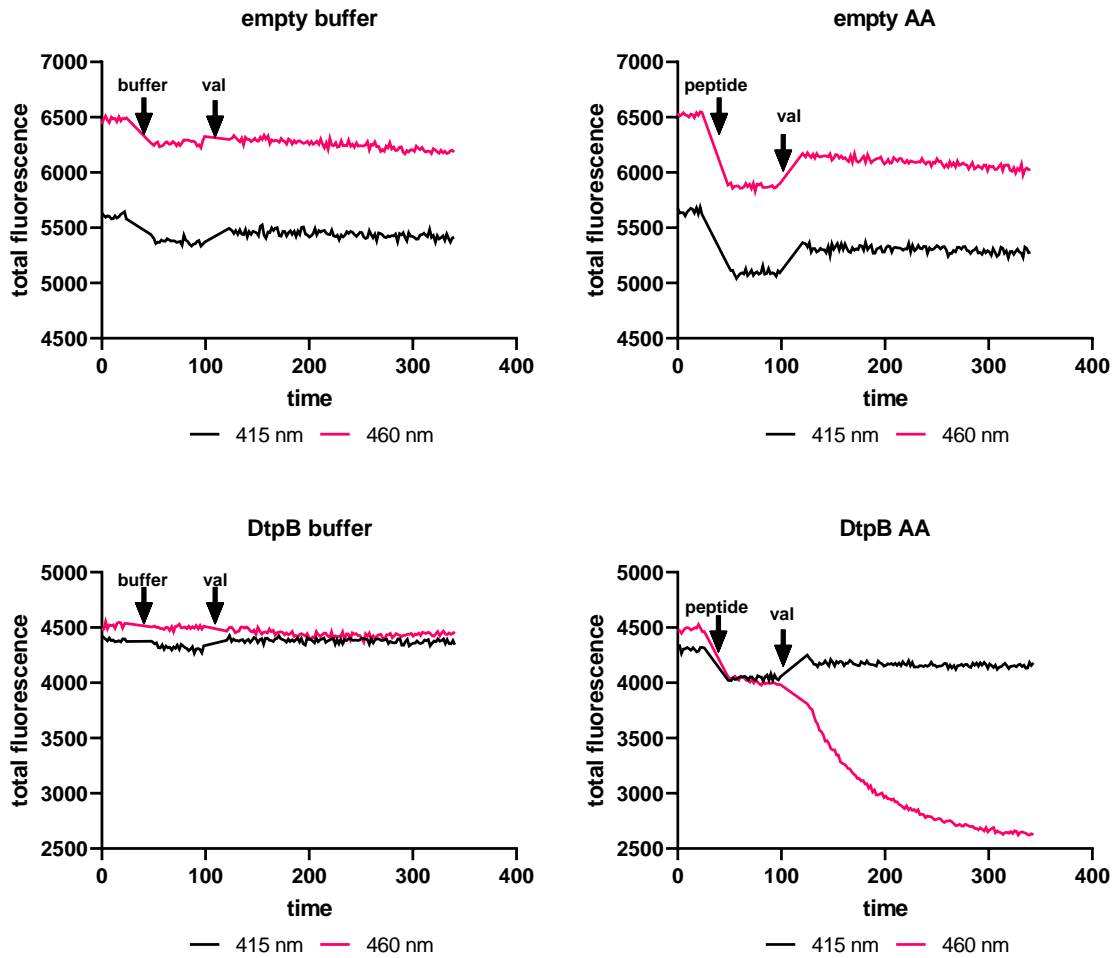 empty buffer
total fluorescence
7000
6500
6000
5500
5000
4500
buffer
val
0
100
200
300
400
time
415 nm
460 nm
empty AA
total fluorescence
7000
6500
6000
5500
5000
4500
peptide
val
0
100
200
300
400
time
415 nm
460 nm
DtpB buffer
total fluorescence
5000
4500
4000
3500
3000
2500
buffer
val
0
100
200
300
400
time
415 nm
460 nm
DtpB AA
total fluorescence
5000
4500
4000
3500
3000
2500
peptide
val
0
100
200
300
400
time
415 nm
460 nm